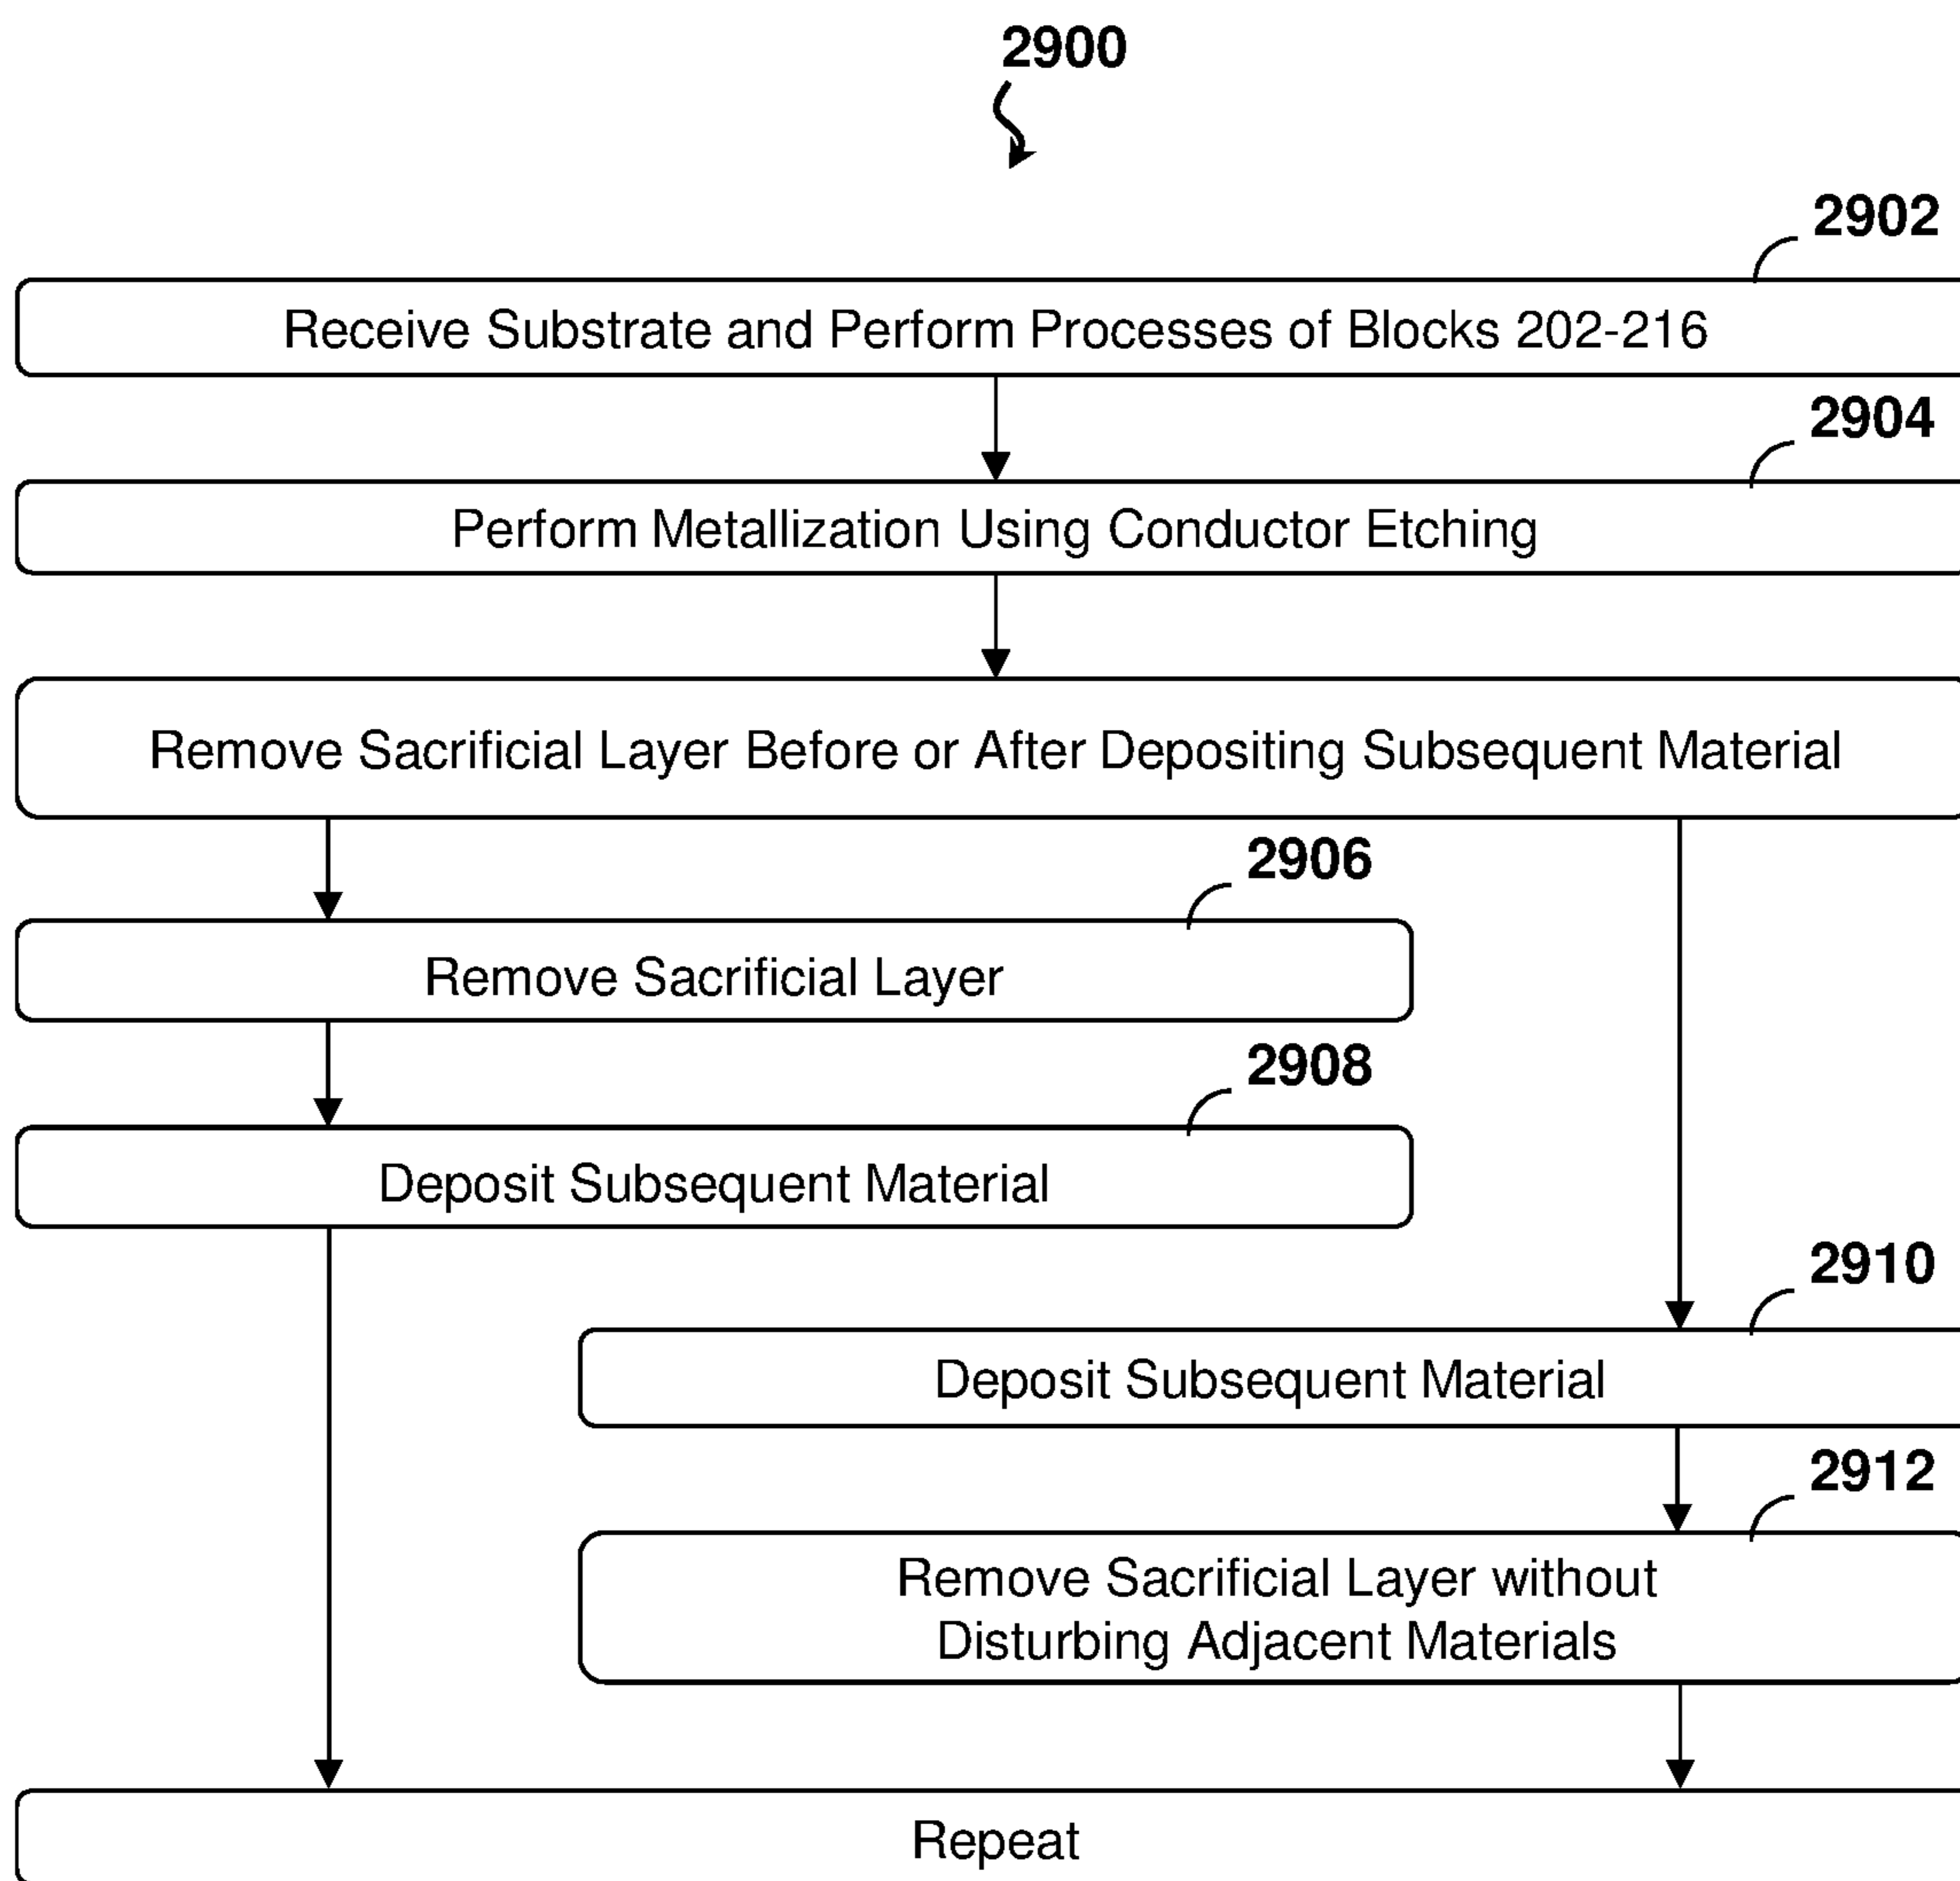 2900
2902
Receive Substrate and Perform Processes of Blocks 202-216
2904
Perform Metallization Using Conductor Etching
Remove Sacrificial Layer Before or After Depositing Subsequent Material
2906
Remove Sacrificial Layer
2908
Deposit Subsequent Material
2910
Deposit Subsequent Material
2912
Remove Sacrificial Layer without
Disturbing Adjacent Materials
Repeat